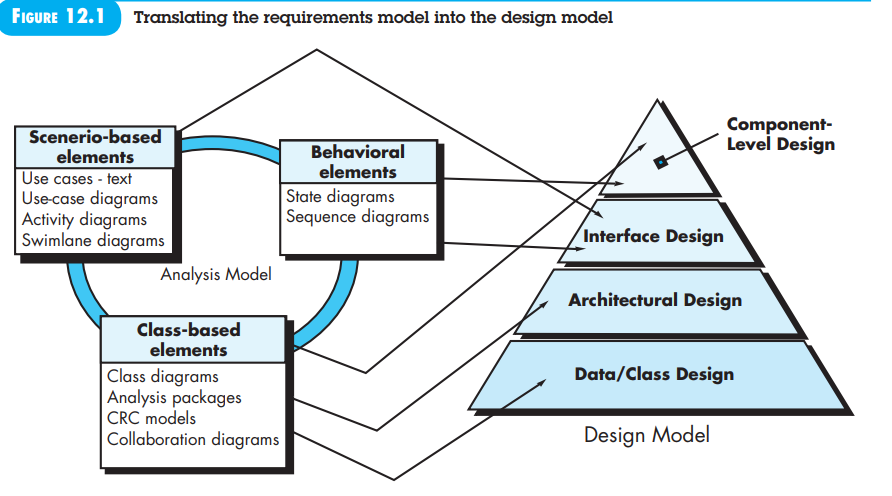 FIGURE 12.1 Translating the requirements model into the design model
Scenerio-based
elements
Use cases - text
Use-case diagrams
Activity diagrams
Swimlane diagrams
Behavioral
elements
State diagrams
Sequence diagrams
Analysis Model
Class-based
elements
Class diagrams
Analysis packages
CRC models
Collaboration diagrams
Component-
Level Design
Interface Design
Architectural Design
Data/Class Design
Design Model